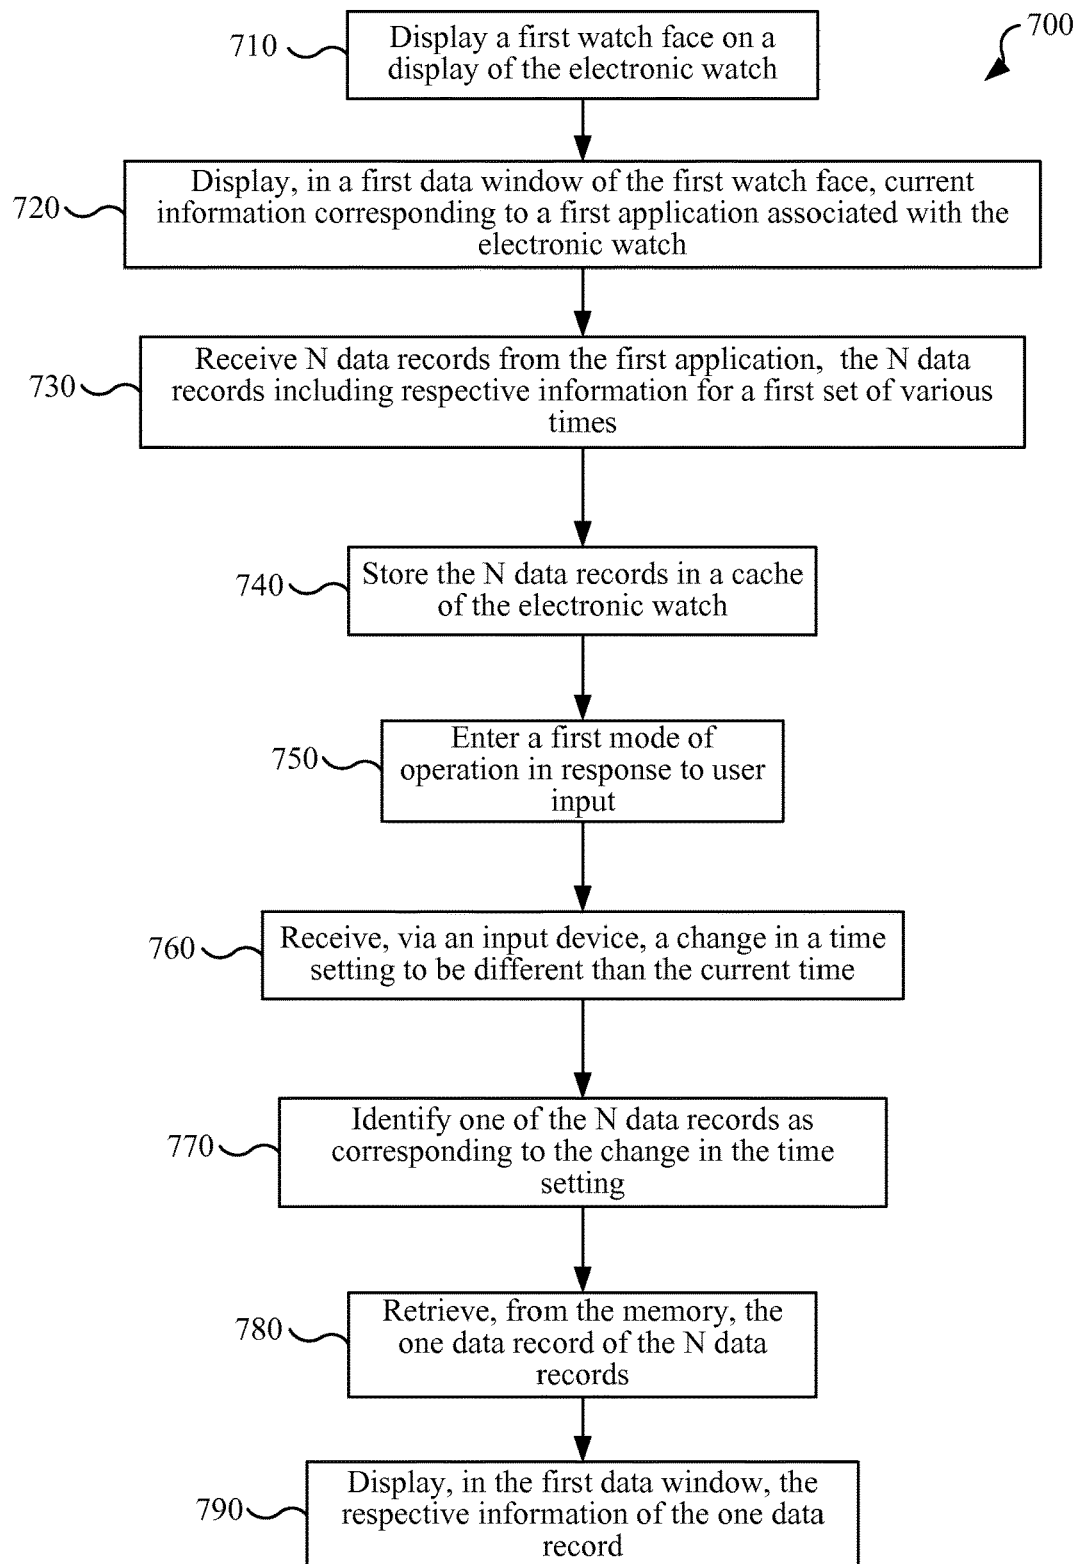 700
710
Display a first watch face on a
display of the electronic watch
720
Display, in a first data window of the first watch face, current
information corresponding to a first application associated with the
electronic watch
730
Receive N data records from the first application, the N data
records including respective information for a first set of various
times
740
Store the N data records in a cache
of the electronic watch
750
Enter a first mode of
operation in response to user
input
760
Receive, via an input device, a change in a time
setting to be different than the current time
770
Identify one of the N data records as
corresponding to the change in the time
setting
780
Retrieve, from the memory, the
one data record of the N data
records
790
Display, in the first data window, the
respective information of the one data
record